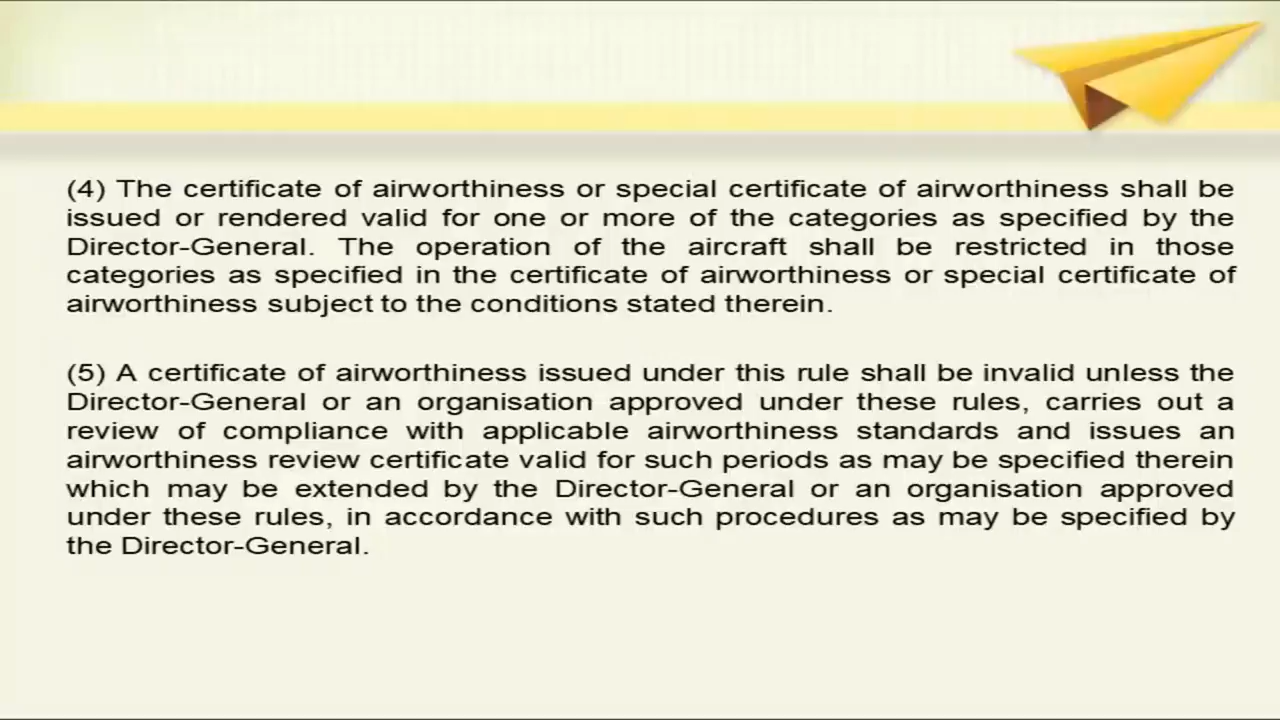 (4) The certificate of airworthiness or special certificate of airworthiness shall be
issued or rendered valid for one or more of the categories as specified by the
Director-General. The operation of the aircraft shall be restricted in those
categories as specified in the certificate of airworthiness or special certificate of
airworthiness subject to the conditions stated therein.
(5) A certificate of airworthiness issued under this rule shall be invalid unless the
Director-General or an organisation approved under these rules, carries out a
review of compliance with applicable airworthiness standards and issues an
airworthiness review certificate valid for such periods as may be specified therein
which may be extended by the Director-General or an organisation approved
under these rules, in accordance with such procedures as may be specified by
the Director-General.